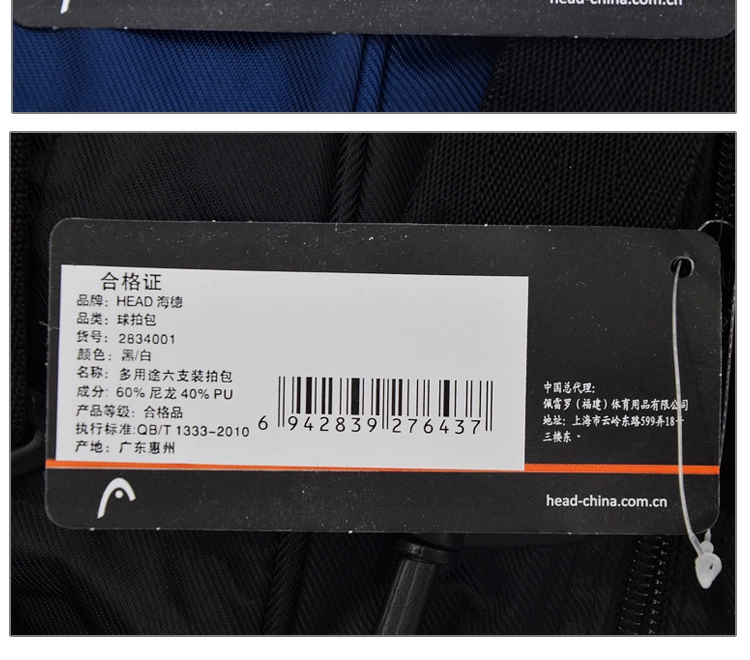 head-china.com.cn
合格证
品牌: HEAD 海德
品类: 球拍包
货号: 2834001
颜色: 黑/白
名称: 多用途六支装拍包
成分: 60% 尼龙 40% PU
产品等级: 合格品
执行标准:QB/T 1333-2010
产地: 广东惠州
6 942839 276437
中国总代理:
佩雷罗（福建）体育用品有限公司
地址: 上海市云岭东路599弄18
三楼东
head-china.com.cn